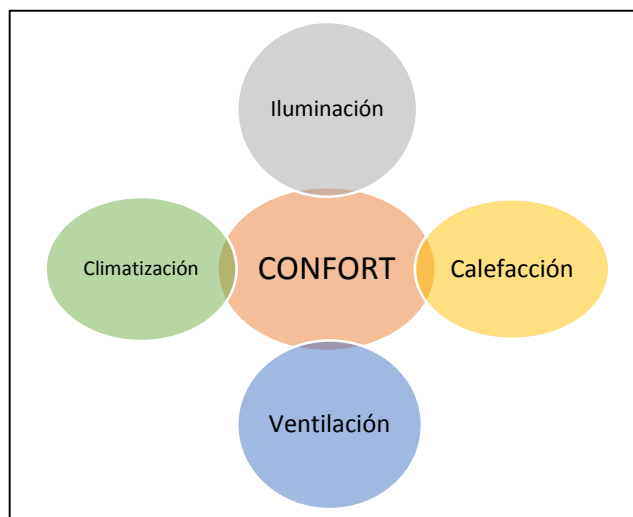 Iluminación
Climatización
CONFORT
Calefacción
Ventilación